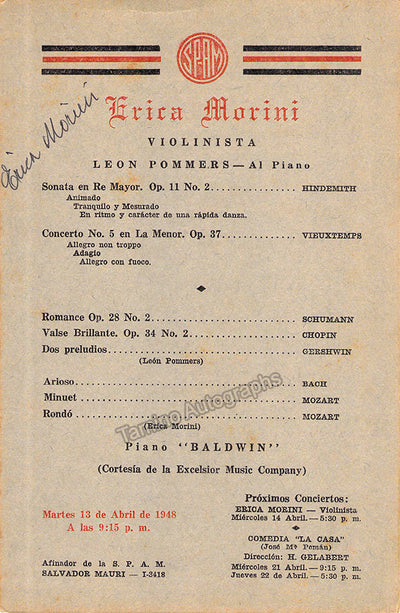 SPAM
Erica Morini
Erica Morini
VIOLINISTA
LEON POMMERS—Al Piano
Sonata en Re Mayor. Op. 11 No. 2 HINDEMITH
Animado
Tranquilo y Mesurado
En ritmo y carácter de una rápida danza.
Concerto No. 5 en La Menor. Op. 37 VIEUXTEMPS
Allegro non troppo
Adagio
Allegro con fuoco.
Romance Op. 28 No. 2 SCHUMANN
Valse Brillante. Op. 34 No. 2 CHOPIN
Dos preludios GERSHWIN
(León Pommers)
Arioso BACH
Minuet MOZART
Rondó MOZART
(Erica Morini)
Tamino Autographs
Piano "BALDWIN"
(Cortesía de la Excelsior Music Company)
Martes 13 de Abril de 1948
A las 9:15 p. m.
Afinador de la S. P. A. M.
SALVADOR MAURI — I-3418
Próximos Conciertos:
ERICA MORINI — Violinista
Miércoles 14 Abril.—5:30 p. m.
COMEDIA "LA CASA"
(José Mª Pemán)
Dirección: H. GELABERT
Miércoles 21 Abril.—9:15 p. m.
Jueves 22 de Abril.—5:30 p. m.